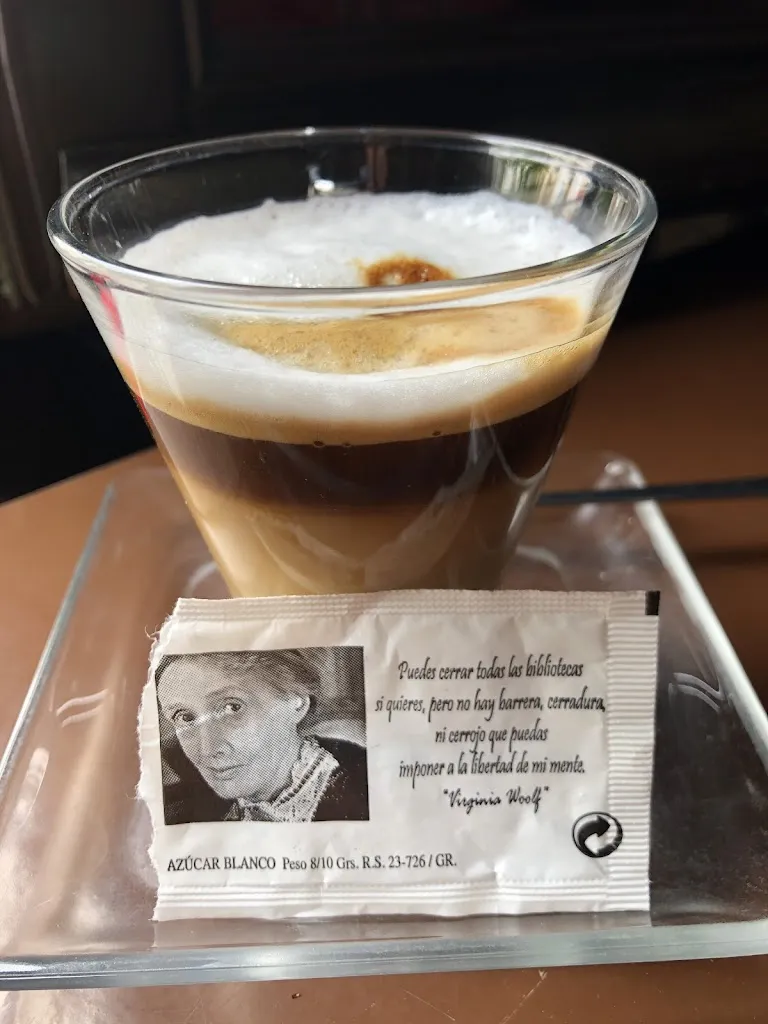 Puedes cerrar todas las bibliotecas
si quieres, pero no hay barrera, cerradura,
ni cerrojo que puedas
imponer a la libertad de mi mente.
"Virginia Woolf"
AZÚCAR BLANCO Peso 8/10 Grs. R.S. 23-726 / GR.